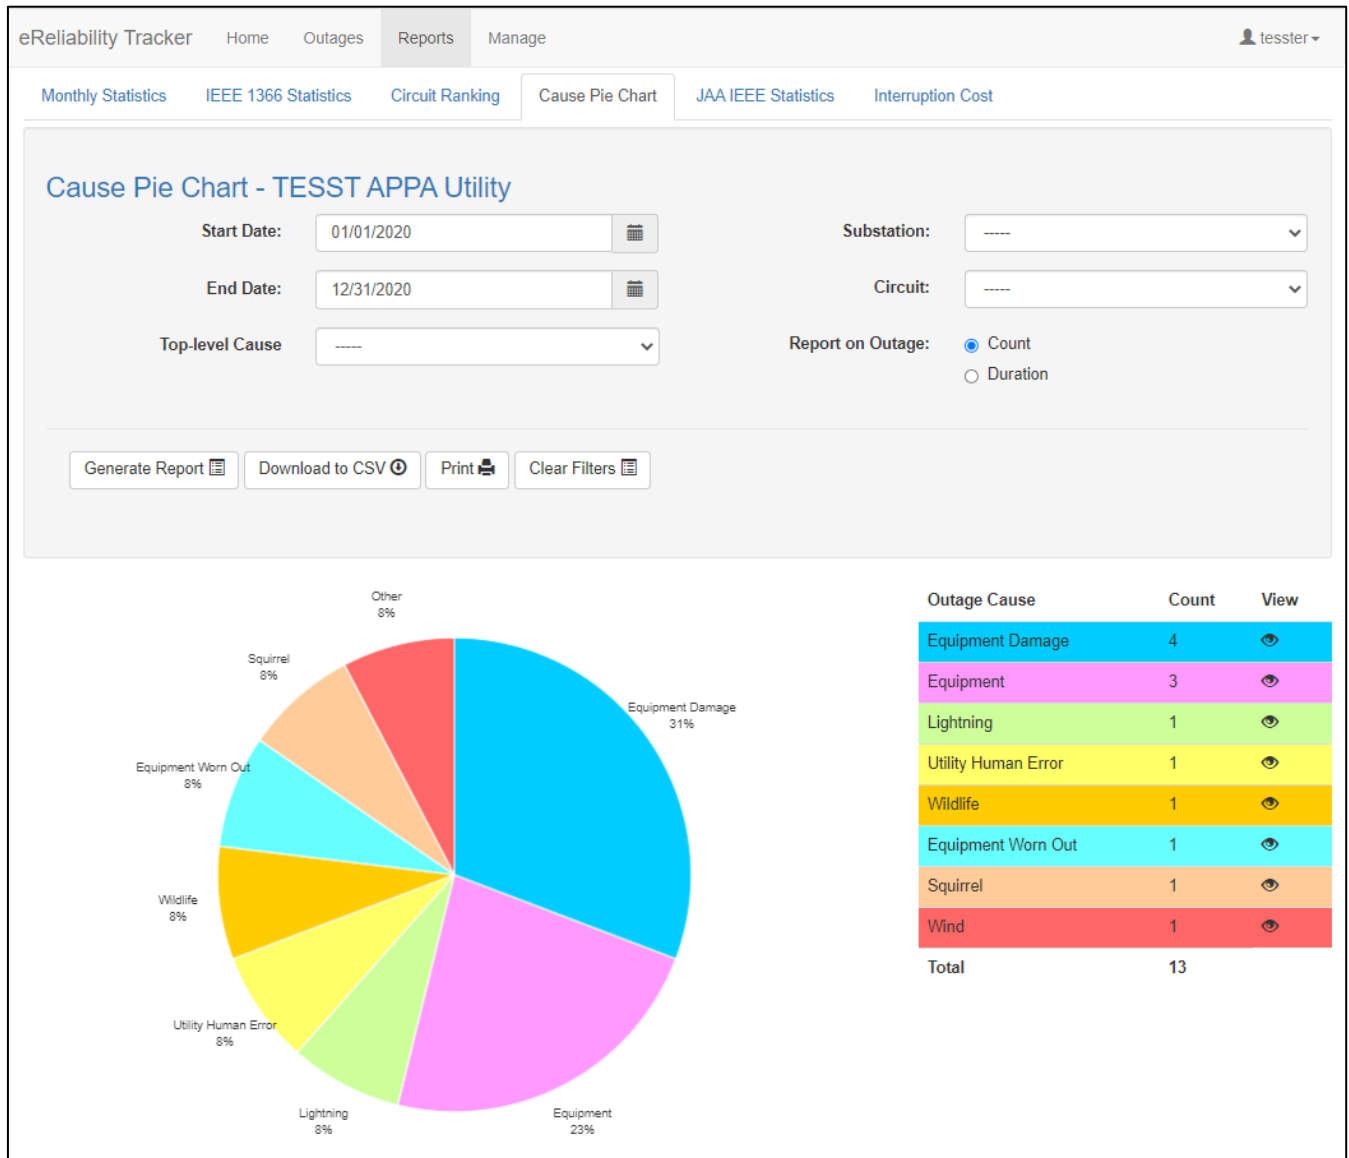 eReliability Tracker Home Outages Reports Manage tesster
Monthly Statistics IEEE 1366 Statistics Circuit Ranking Cause Pie Chart JAA IEEE Statistics Interruption Cost
Cause Pie Chart - TESST APPA Utility
Start Date: 01/01/2020 Substation: -----
End Date: 12/31/2020 Circuit: -----
Top-level Cause ----- Report on Outage: Count
Duration
Generate Report Download to CSV Print Clear Filters
Other
8%
Squirrel
8%
Equipment Damage
31%
Equipment Worn Out
8%
Wildlife
8%
Utility Human Error
8%
Lightning
8%
Equipment
23%
Outage Cause Count View
Equipment Damage 4
Equipment 3
Lightning 1
Utility Human Error 1
Wildlife 1
Equipment Worn Out 1
Squirrel 1
Wind 1
Total 13